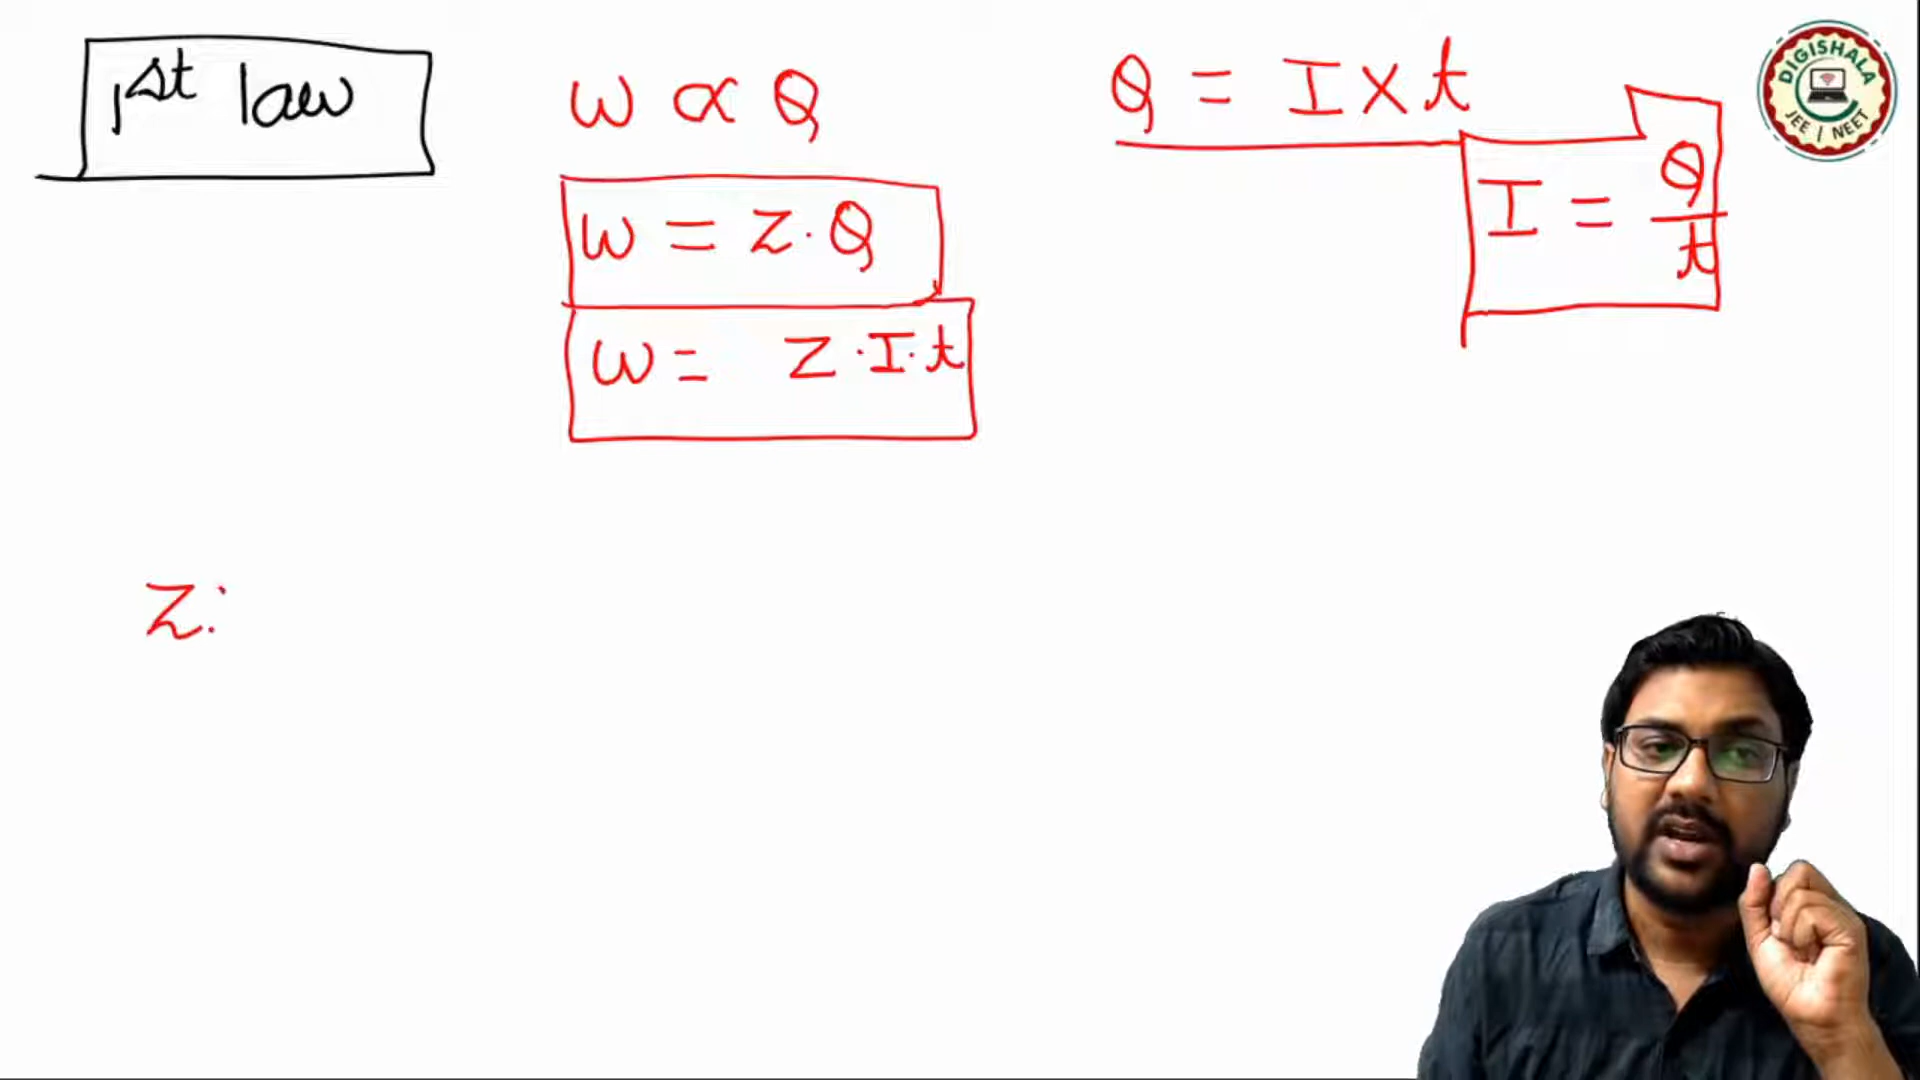 1st law
w ∝ Q
w = Z . Q
w = Z . I . t
Q = I × t
I = Q/t
Z :
DIGISHALA
JEE | NEET